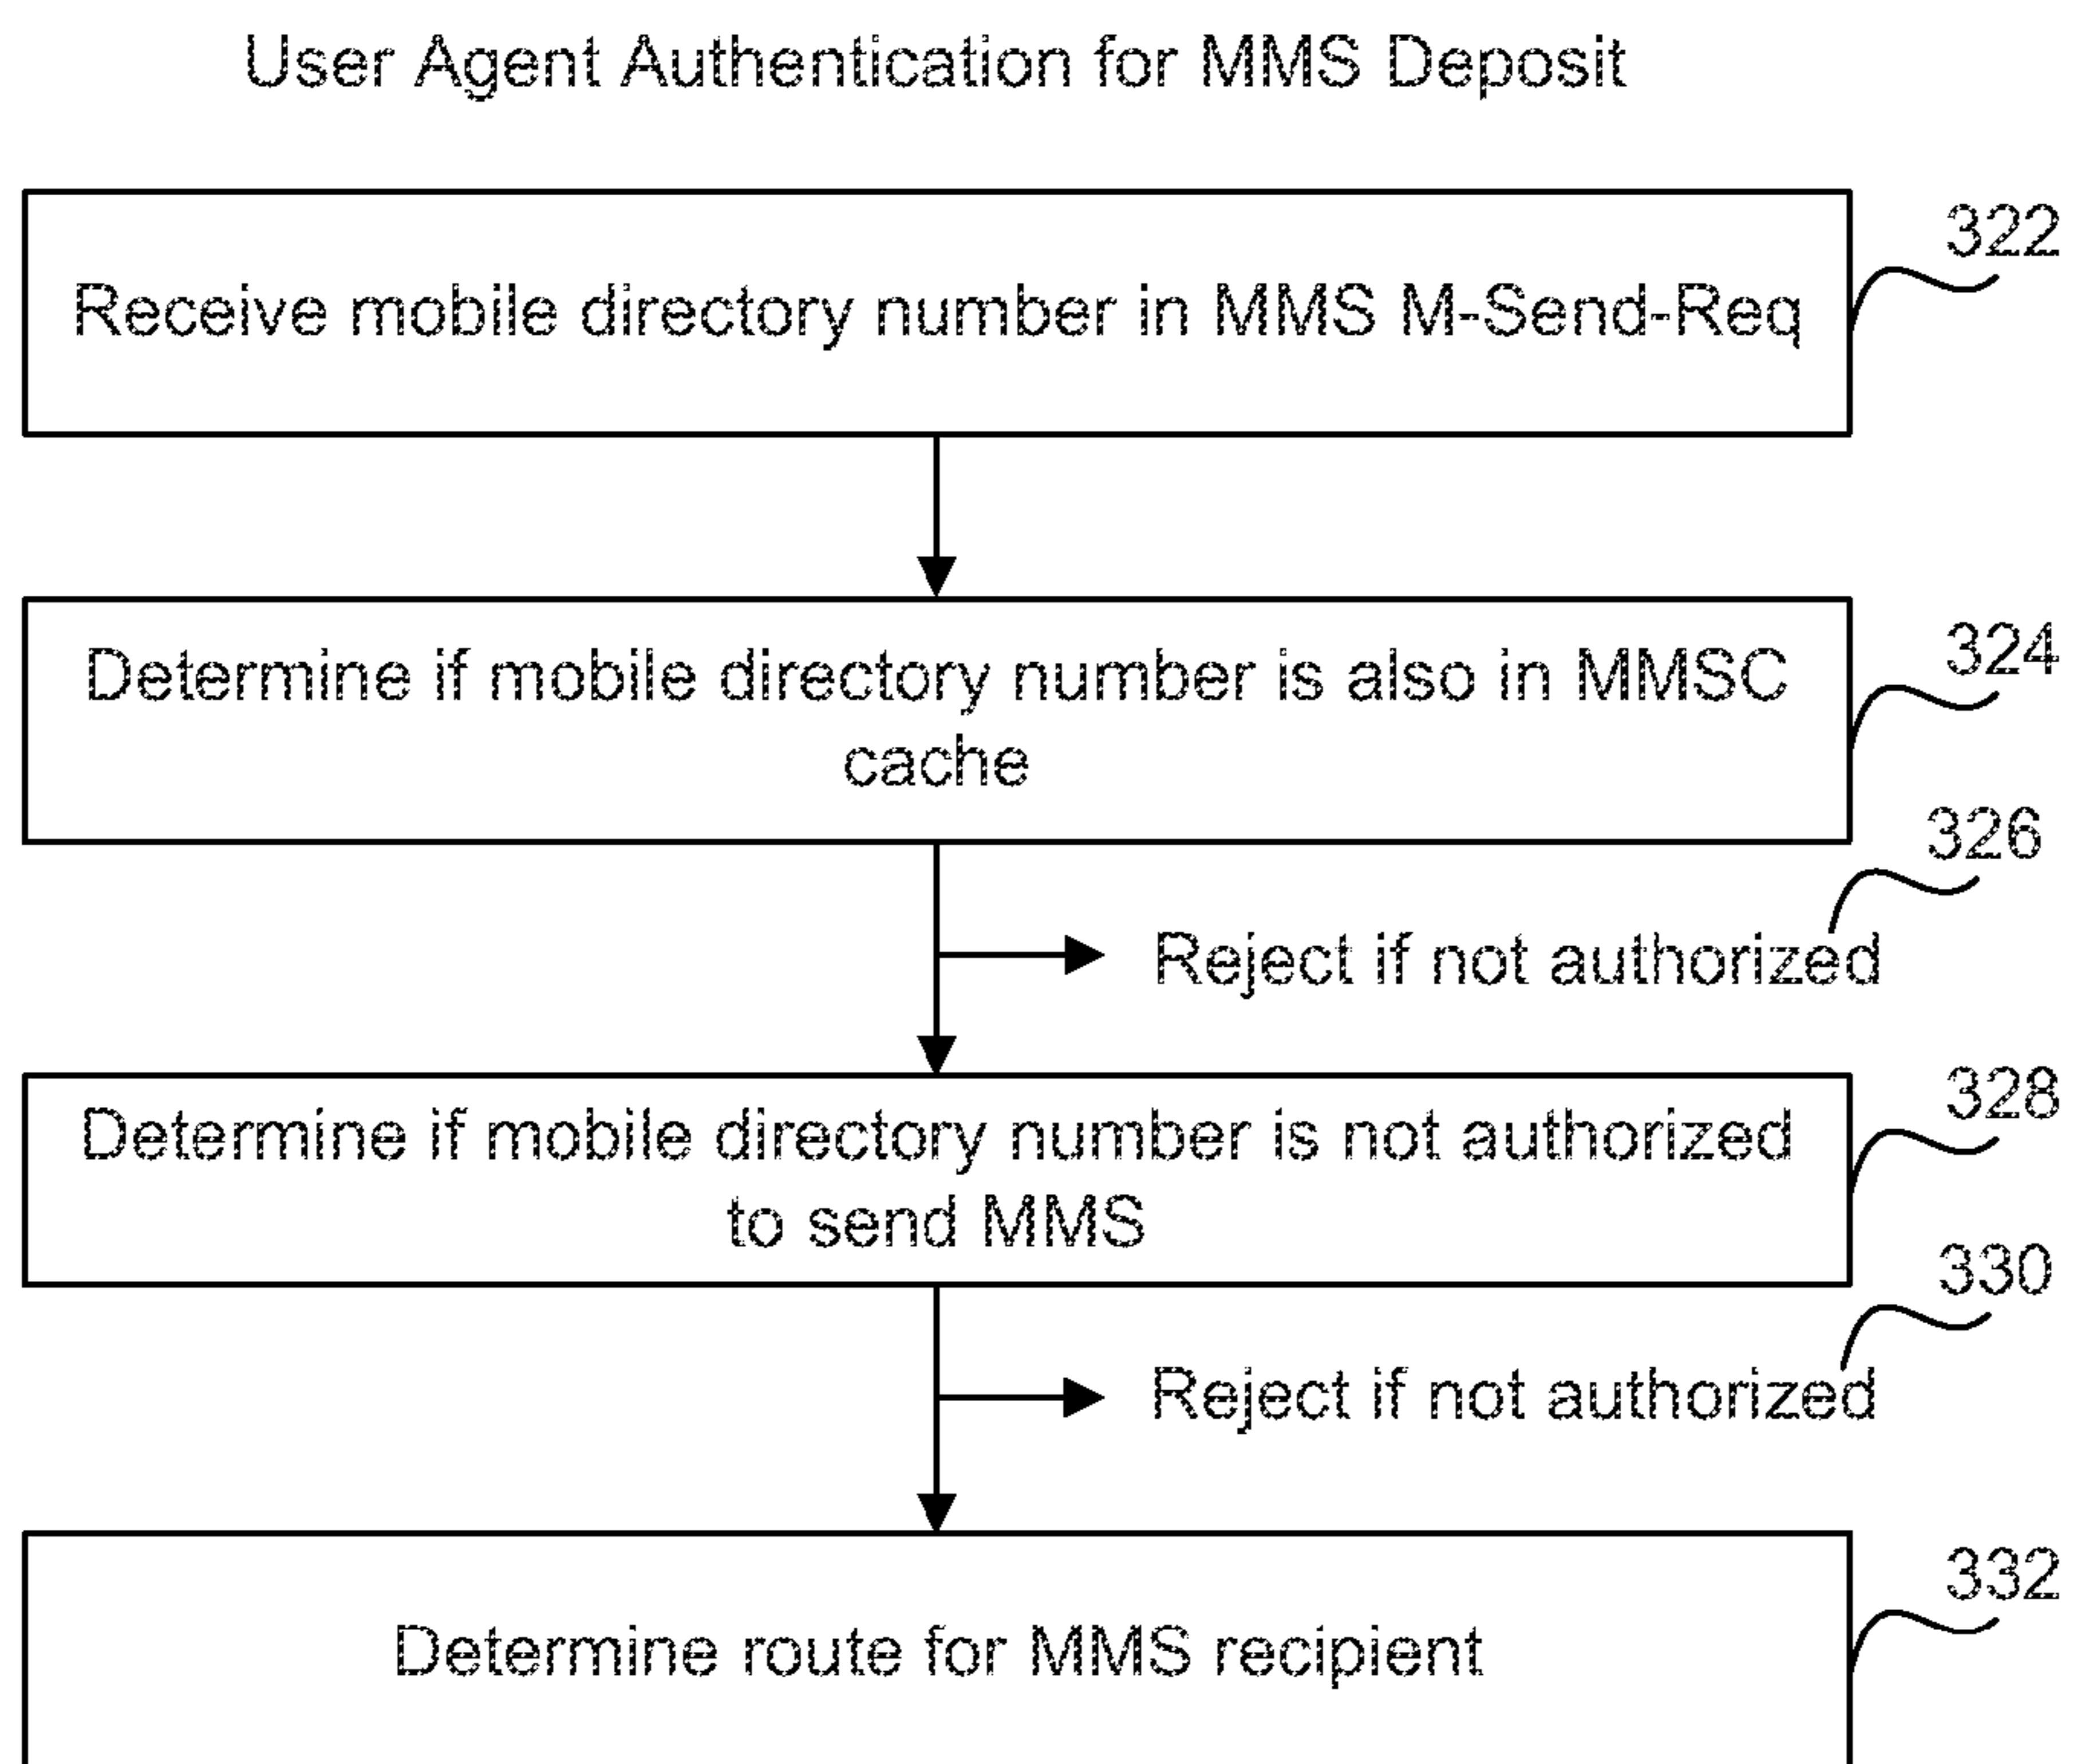 User Agent Authentication for MMS Deposit
322
Receive mobile directory number in MMS M-Send-Req
324
Determine if mobile directory number is also in MMSC
cache
326
Reject if not authorized
328
Determine if mobile directory number is not authorized
to send MMS
330
Reject if not authorized
332
Determine route for MMS recipient